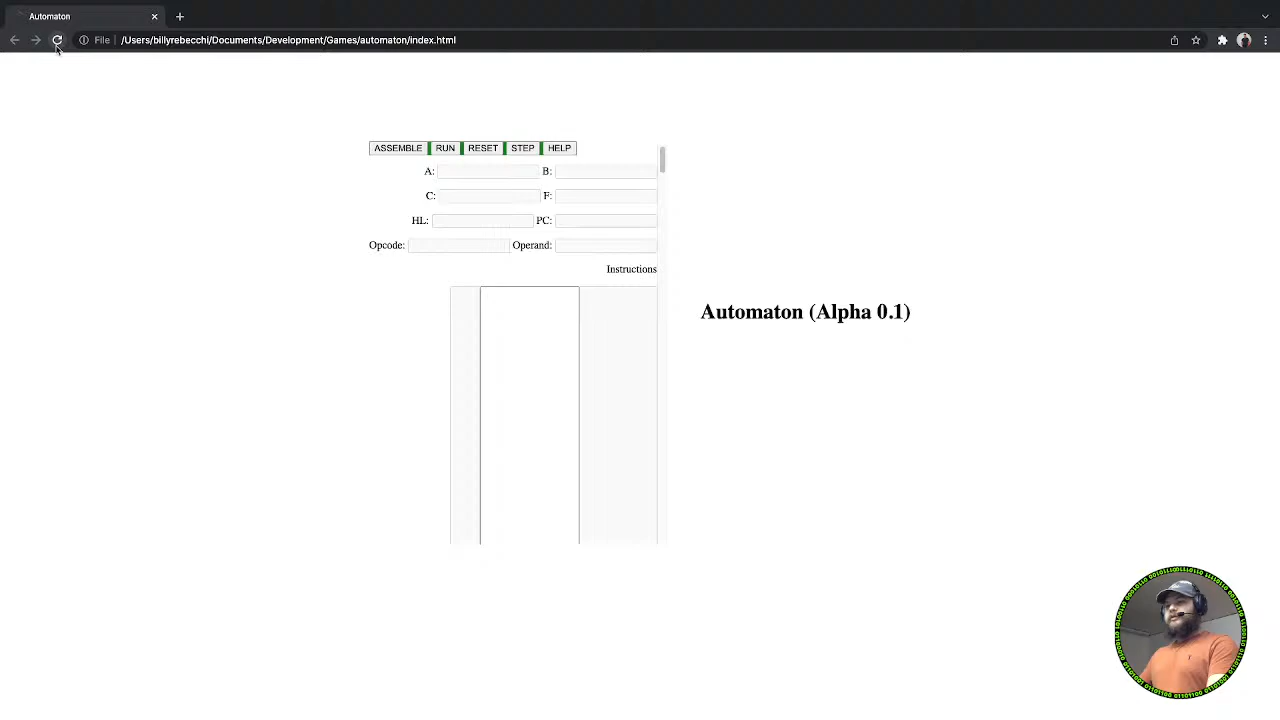 Automaton
File /Users/billyrebecchi/Documents/Development/Games/automaton/index.html
ASSEMBLE RUN RESET STEP HELP
A: B:
C: F:
HL: PC:
Opcode: Operand:
Instructions
Automaton (Alpha 0.1)